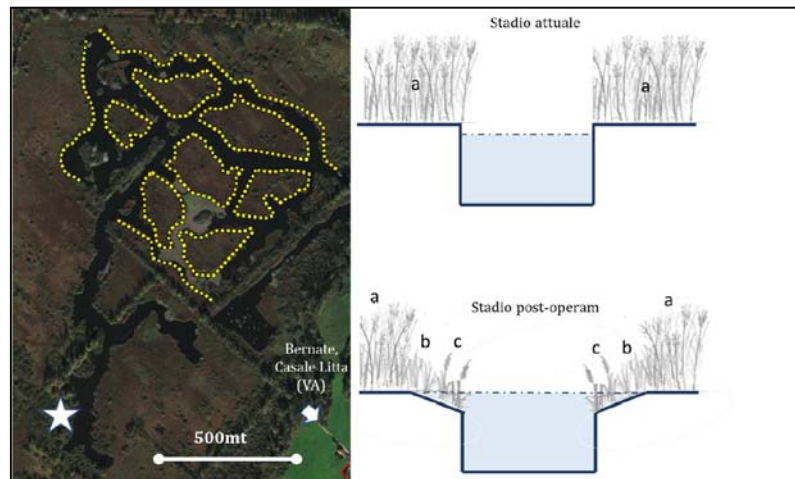 Bernate,
Casale Litta
(VA)
500mt
Stadio attuale
a
a
Stadio post-operam
a
a
b
c
c
b